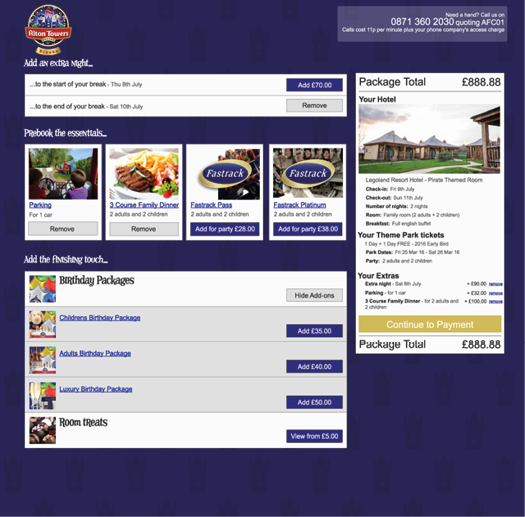 Alton Towers
Need a hand? Call us on
0871 360 2030 quoting AFC01
Calls cost 11p per minute plus your phone company's access charge
Add an extra night...
...to the start of your break - Thu 8th July
Add £70.00
...to the end of your break - Sat 10th July
Remove
Prebook the essentials...
Parking
For 1 car
Remove
3 Course Family Dinner
2 adults and 2 children
Remove
Fastrack
Fastrack Pass
2 adults and 2 children
Add for party £28.00
Fastrack
Fastrack Platinum
2 adults and 2 children
Add for party £38.00
Add the finishing touch...
Birthday Packages
Hide Add-ons
Childrens Birthday Package
Add £35.00
Adults Birthday Package
Add £40.00
Luxury Birthday Package
Add £50.00
Room treats
View from £5.00
Package Total £888.88
Your Hotel
Legoland Resort Hotel - Pirate Themed Room
Check-in: Fri 9th July
Check-out: Sun 11th July
Number of nights: 2 nights
Room: Family room (2 adults + 2 children)
Breakfast: Full english buffet
Your Theme Park tickets
1 Day + 1 Day FREE - 2016 Early Bird
Park Dates: Fri 25 Mar 16 - Sat 26 Mar 16
Party: 2 adults and 2 children
Your Extras
Extra night - Sat 8th July + £90.00 remove
Parking - for 1 car + £32.00 remove
3 Course Family Dinner - for 2 adults and + £100.00 remove
2 children
Continue to Payment
Package Total £888.88